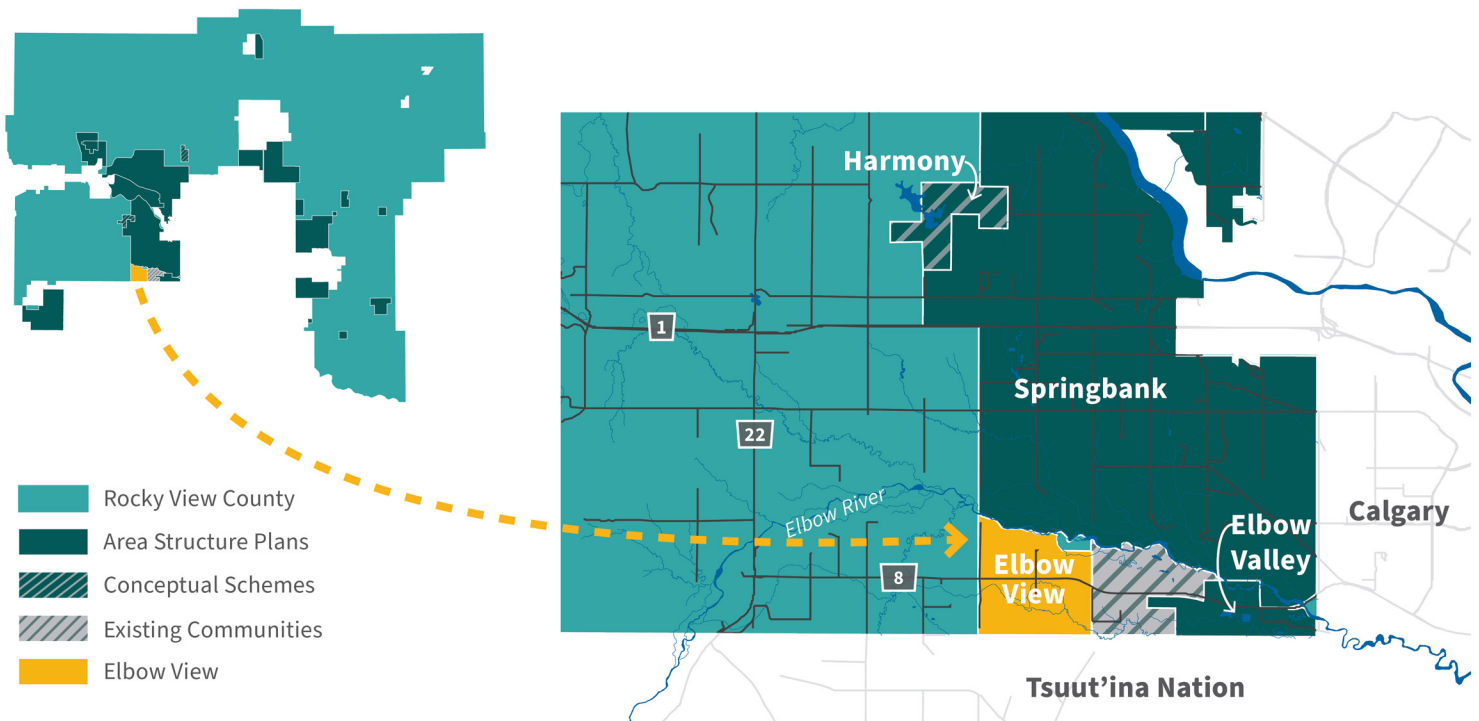 Harmony
1
Springbank
22
Rocky View County
Elbow River
Calgary
Area Structure Plans
Elbow
Valley
Conceptual Schemes
Elbow
View
8
Existing Communities
Elbow View
Tsuut’ina Nation